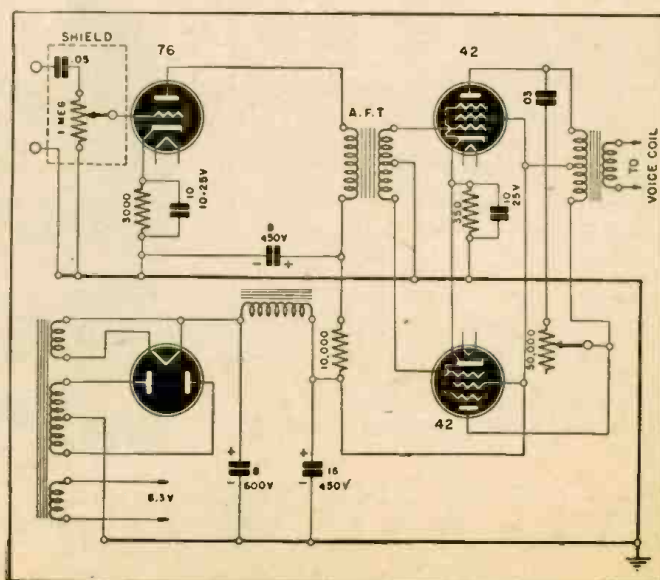 SHIELD
.05
1 MEG.
76
3000
10
10-25V
8
450V
A.F.T
42
350
10
25V
.03
TO
VOICE COIL
10,000
50,000
42
6.3V
+
8
-
600V
+
16
-
450V